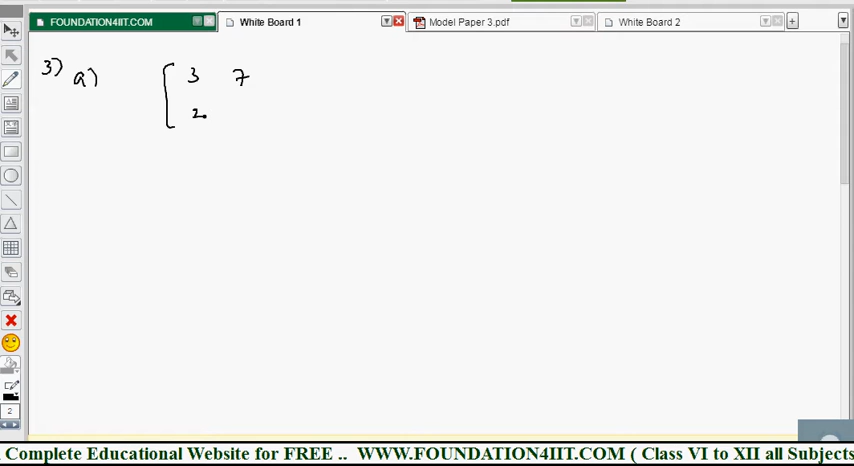 FOUNDATION4IIT.COM White Board 1 Model Paper 3.pdf White Board 2
3) a) [ 3 7
2
2
Complete Educational Website for FREE .. WWW.FOUNDATION4IIT.COM ( Class VI to XII all Subjects